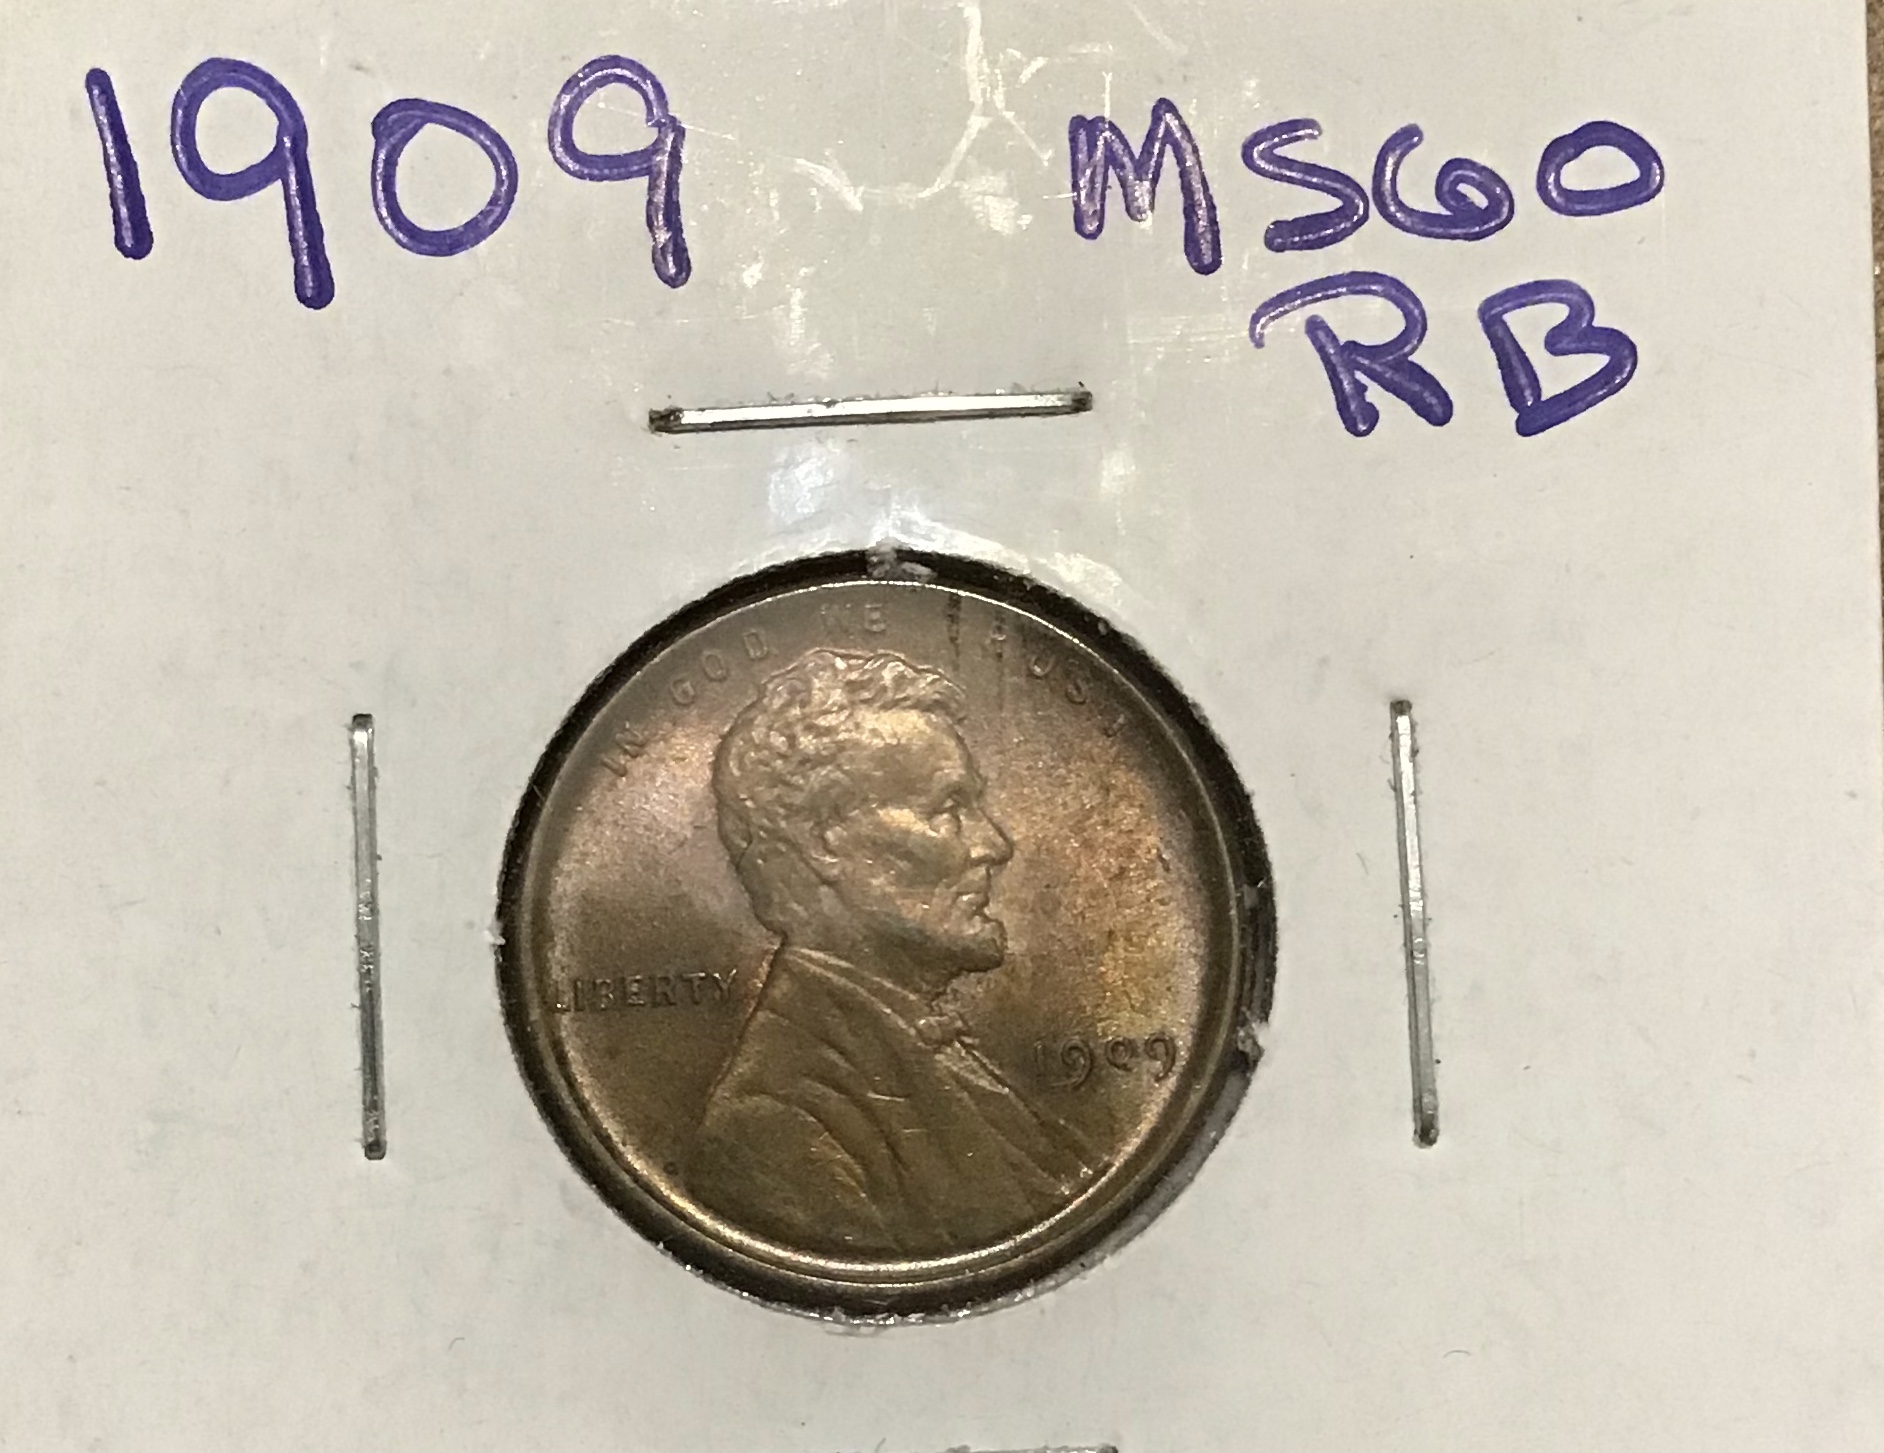 1909 MS60
RB
IN GOD WE TRUST
LIBERTY
1909